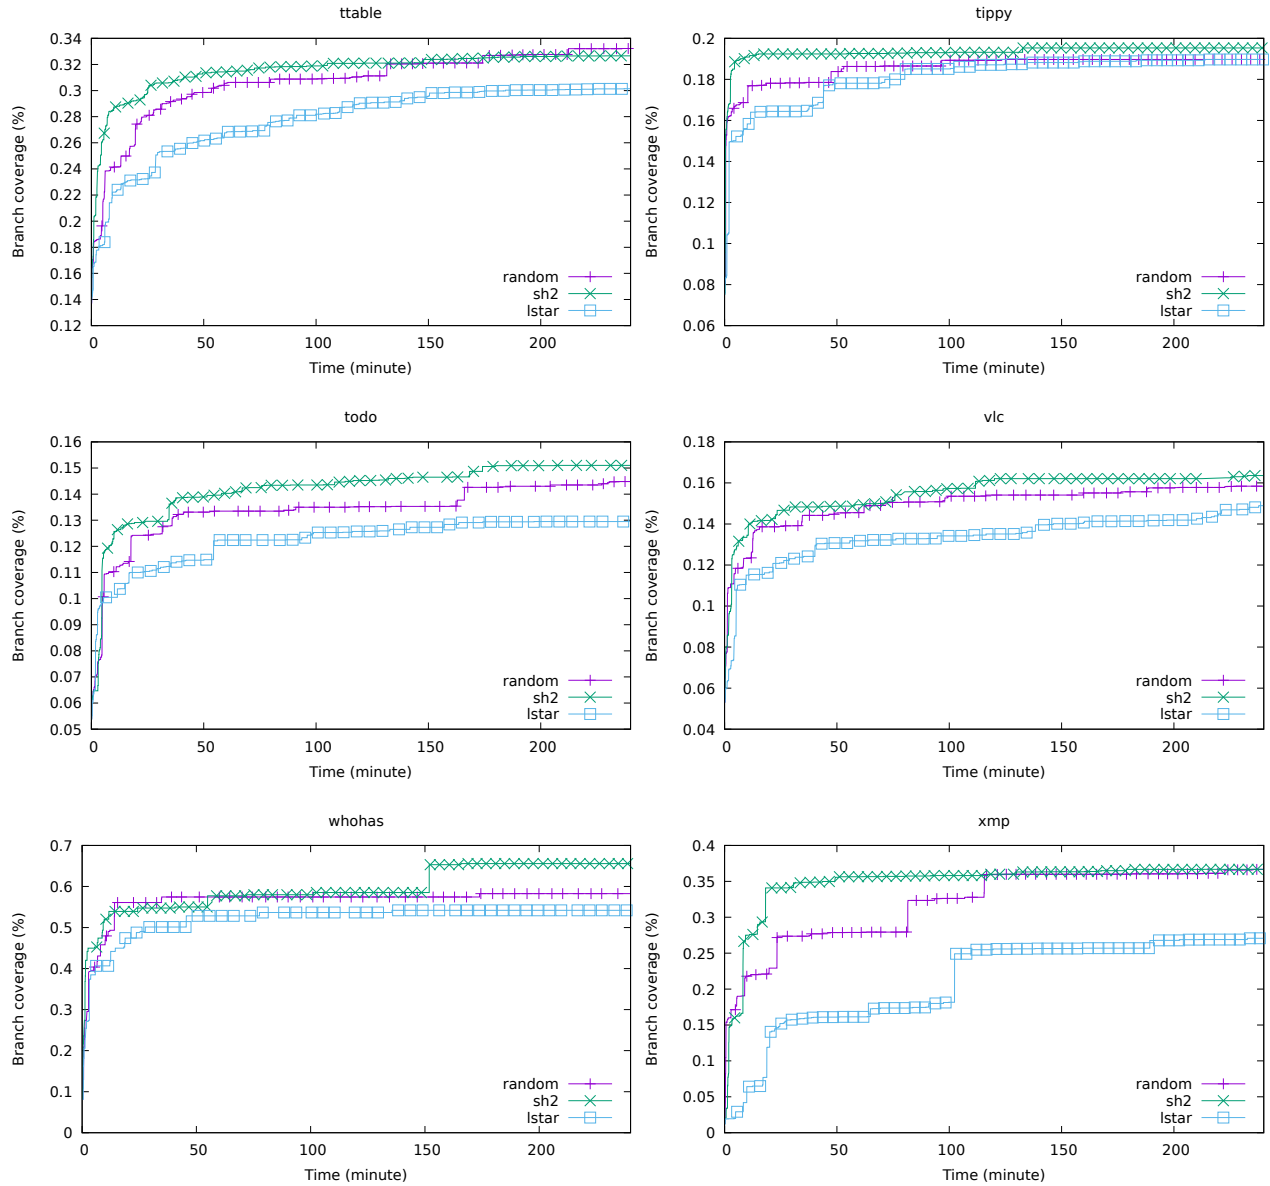 ttable
0.34
0.32
0.3
0.28
0.26
0.24
0.22
0.2
0.18
0.16
0.14
0.12
Branch coverage (%)
random
sh2
lstar
0 50 100 150 200
Time (minute)
tippy
0.2
0.18
0.16
0.14
0.12
0.1
0.08
0.06
Branch coverage (%)
random
sh2
lstar
0 50 100 150 200
Time (minute)
todo
0.16
0.15
0.14
0.13
0.12
0.11
0.1
0.09
0.08
0.07
0.06
0.05
Branch coverage (%)
random
sh2
lstar
0 50 100 150 200
Time (minute)
vlc
0.18
0.16
0.14
0.12
0.1
0.08
0.06
0.04
Branch coverage (%)
random
sh2
lstar
0 50 100 150 200
Time (minute)
whohas
0.7
0.6
0.5
0.4
0.3
0.2
0.1
0
Branch coverage (%)
random
sh2
lstar
0 50 100 150 200
Time (minute)
xmp
0.4
0.35
0.3
0.25
0.2
0.15
0.1
0.05
0
Branch coverage (%)
random
sh2
lstar
0 50 100 150 200
Time (minute)